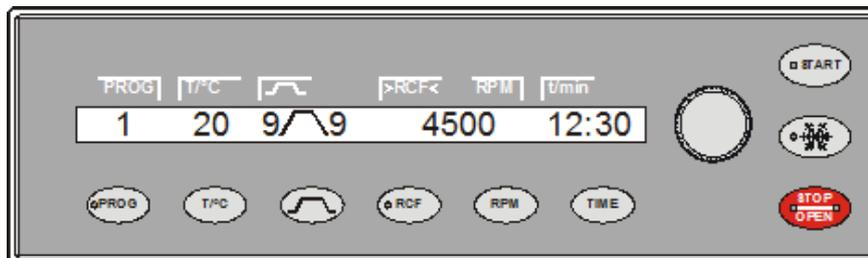 PROG T/°C >RCF< RPM t/min
START
1 20 9 9 4500 12:30
PROG T/°C RCF RPM TIME
STOP
OPEN